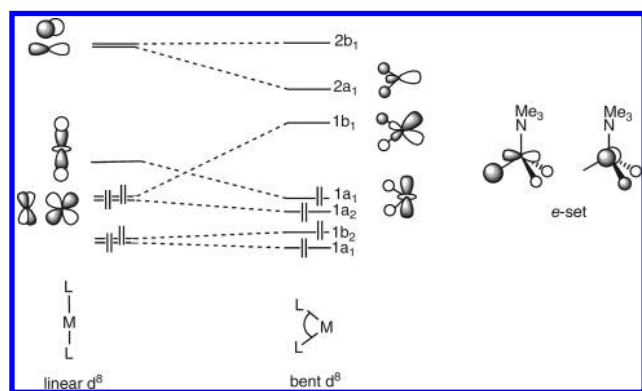 2b₁
2a₁
1b₁
1a₁
1a₂
1b₂
1a₁
Me₃
N
Me₃
N
e-set
L
M
L
linear d⁸
L
M
L
bent d⁸